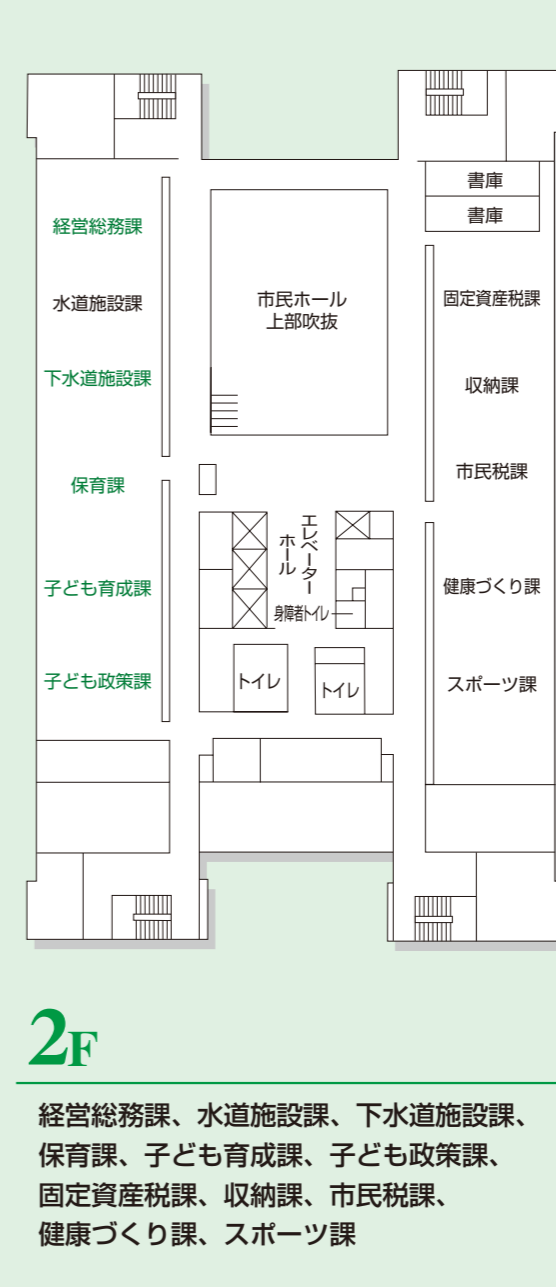 経営総務課
水道施設課
下水道施設課
保育課
子ども育成課
子ども政策課
市民ホール
上部吹抜
エレベーター
ホール
身障者トイレ
トイレ
トイレ
書庫
書庫
固定資産税課
収納課
市民税課
健康づくり課
スポーツ課
2F
経営総務課、水道施設課、下水道施設課、
保育課、子ども育成課、子ども政策課、
固定資産税課、収納課、市民税課、
健康づくり課、スポーツ課